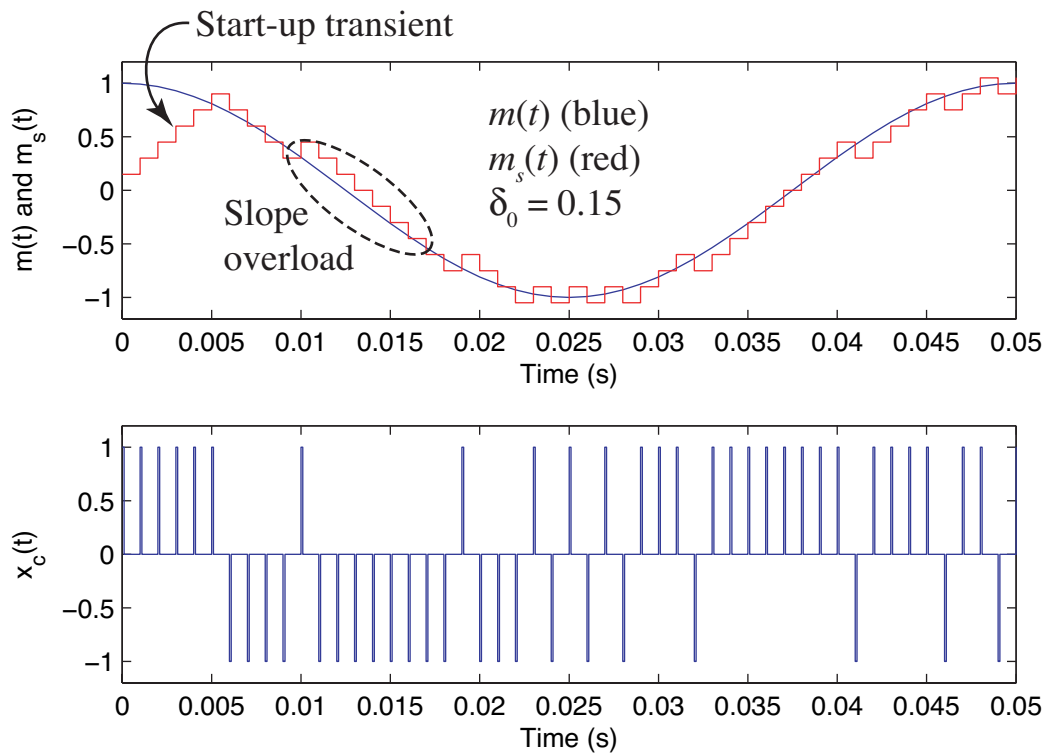 Start-up transient
m(t) and m_s(t)
1
0.5
0
−0.5
−1
m(t) (blue)
m_s(t) (red)
δ_0 = 0.15
Slope
overload
0 0.005 0.01 0.015 0.02 0.025 0.03 0.035 0.04 0.045 0.05
Time (s)
x_c(t)
1
0.5
0
−0.5
−1
0 0.005 0.01 0.015 0.02 0.025 0.03 0.035 0.04 0.045 0.05
Time (s)